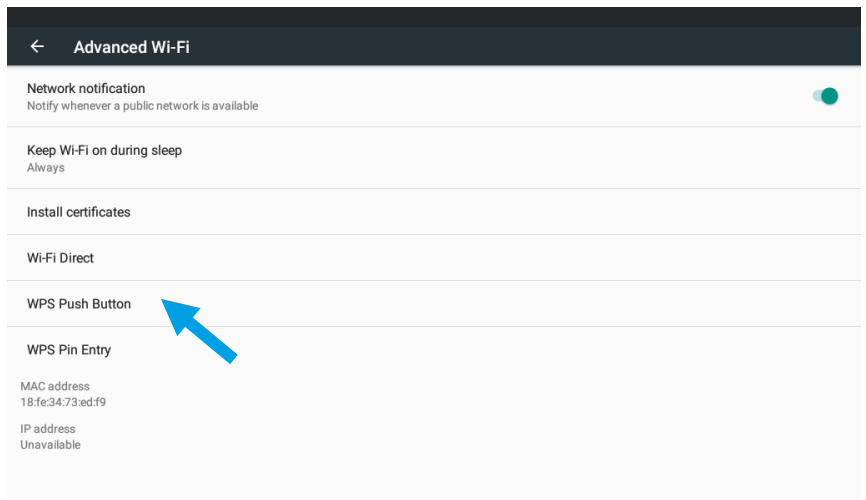 Advanced Wi-Fi
Network notification
Notify whenever a public network is available
Keep Wi-Fi on during sleep
Always
Install certificates
Wi-Fi Direct
WPS Push Button
WPS Pin Entry
MAC address
18:fe:34:73:ed:f9
IP address
Unavailable